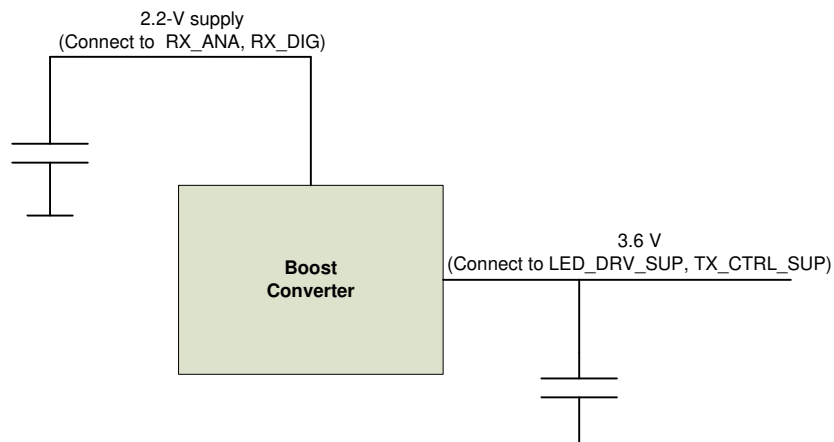 2.2-V supply
(Connect to RX_ANA, RX_DIG)
Boost
Converter
3.6 V
(Connect to LED_DRV_SUP, TX_CTRL_SUP)